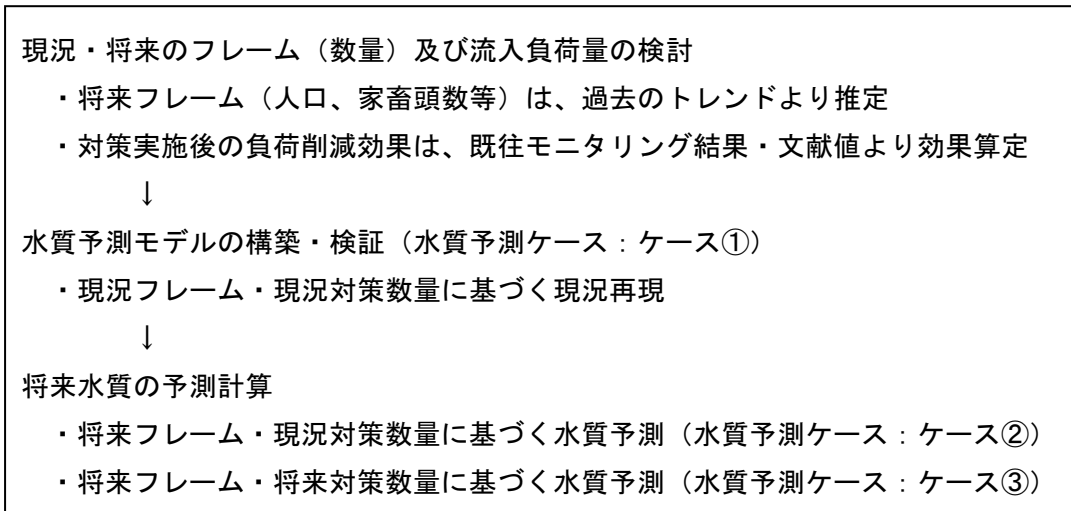 現況・将来のフレーム（数量）及び流入負荷量の検討
・将来フレーム（人口、家畜頭数等）は、過去のトレンドより推定
・対策実施後の負荷削減効果は、既往モニタリング結果・文献値より効果算定
↓
水質予測モデルの構築・検証（水質予測ケース：ケース①）
・現況フレーム・現況対策数量に基づく現況再現
↓
将来水質の予測計算
・将来フレーム・現況対策数量に基づく水質予測（水質予測ケース：ケース②）
・将来フレーム・将来対策数量に基づく水質予測（水質予測ケース：ケース③）